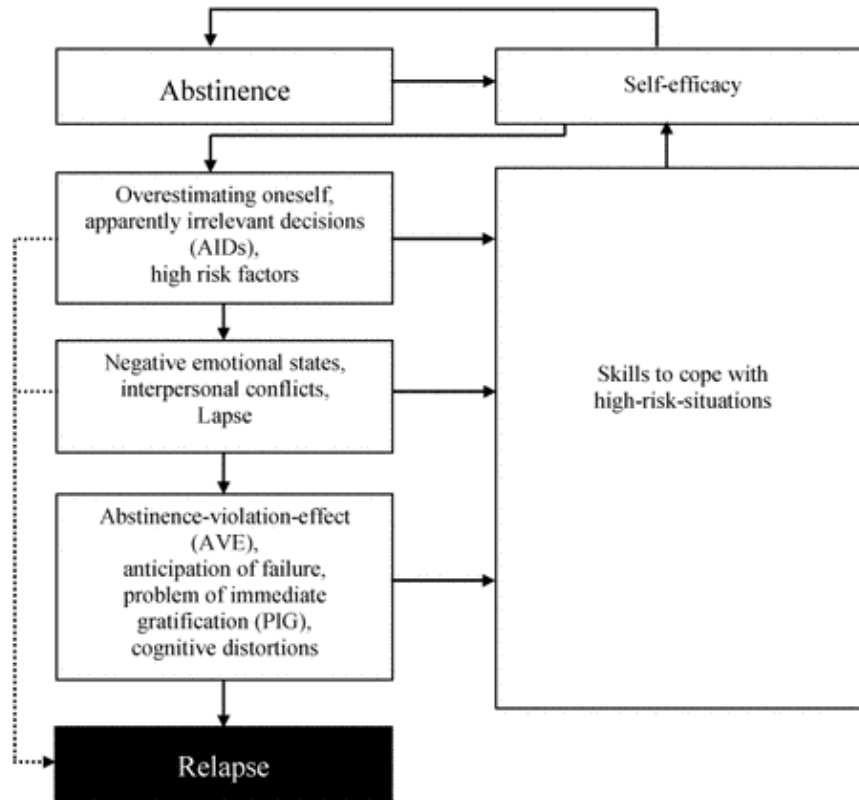 Abstinence
Self-efficacy
Overestimating oneself,
apparently irrelevant decisions
(AIDs),
high risk factors
Negative emotional states,
interpersonal conflicts,
Lapse
Skills to cope with
high-risk-situations
Abstinence-violation-effect
(AVE),
anticipation of failure,
problem of immediate
gratification (PIG),
cognitive distortions
Relapse